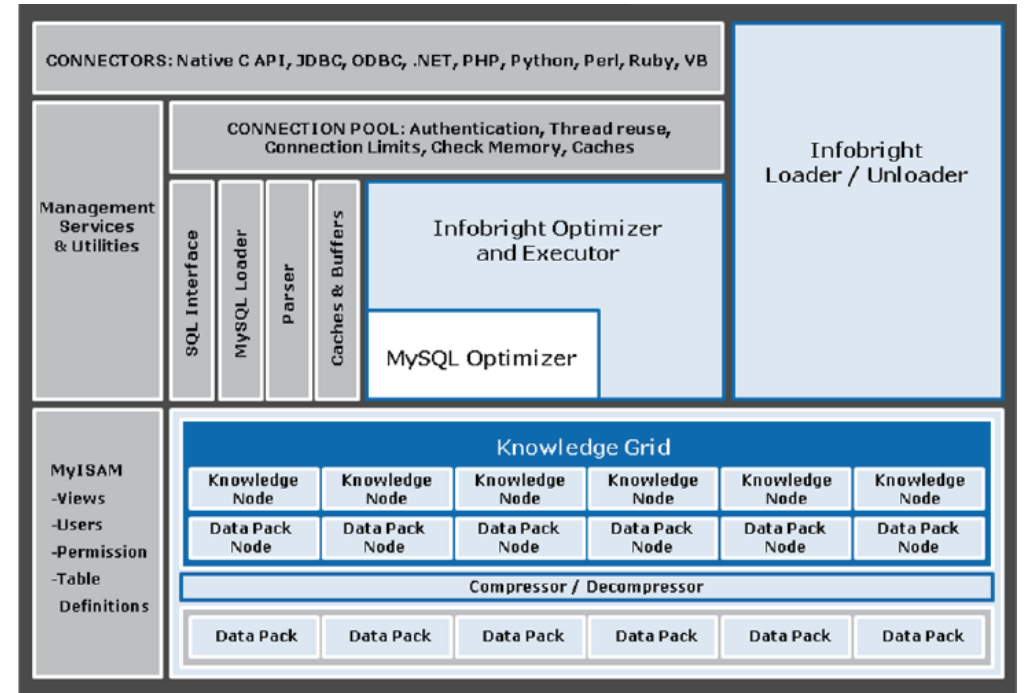 CONNECTORS: Native C API, JDBC, ODBC, .NET, PHP, Python, Perl, Ruby, VB
CONNECTION POOL: Authentication, Thread reuse,
Connection Limits, Check Memory, Caches
Infobright
Loader / Unloader
Management
Services
& Utilities
SQL Interface
MySQL Loader
Parser
Caches & Buffers
Infobright Optimizer
and Executor
MySQL Optimizer
MyISAM
-Views
-Users
-Permission
-Table
Definitions
Knowledge Grid
Knowledge
Node
Knowledge
Node
Knowledge
Node
Knowledge
Node
Knowledge
Node
Knowledge
Node
Data Pack
Node
Data Pack
Node
Data Pack
Node
Data Pack
Node
Data Pack
Node
Data Pack
Node
Compressor / Decompressor
Data Pack
Data Pack
Data Pack
Data Pack
Data Pack
Data Pack